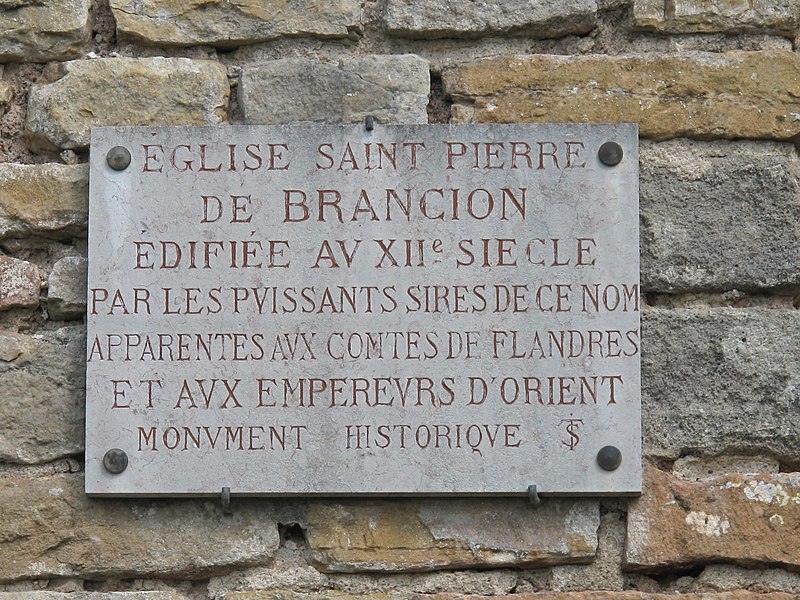 ÉGLISE SAINT PIERRE
DE BRANCION
EDIFIÉE AV XIIe SIECLE
PAR LES PVISSANTS SIRES DE CE NOM
APPARENTES AVX COMTES DE FLANDRES
ET AVX EMPEREVRS D'ORIENT
MONVMENT HISTORIQVE